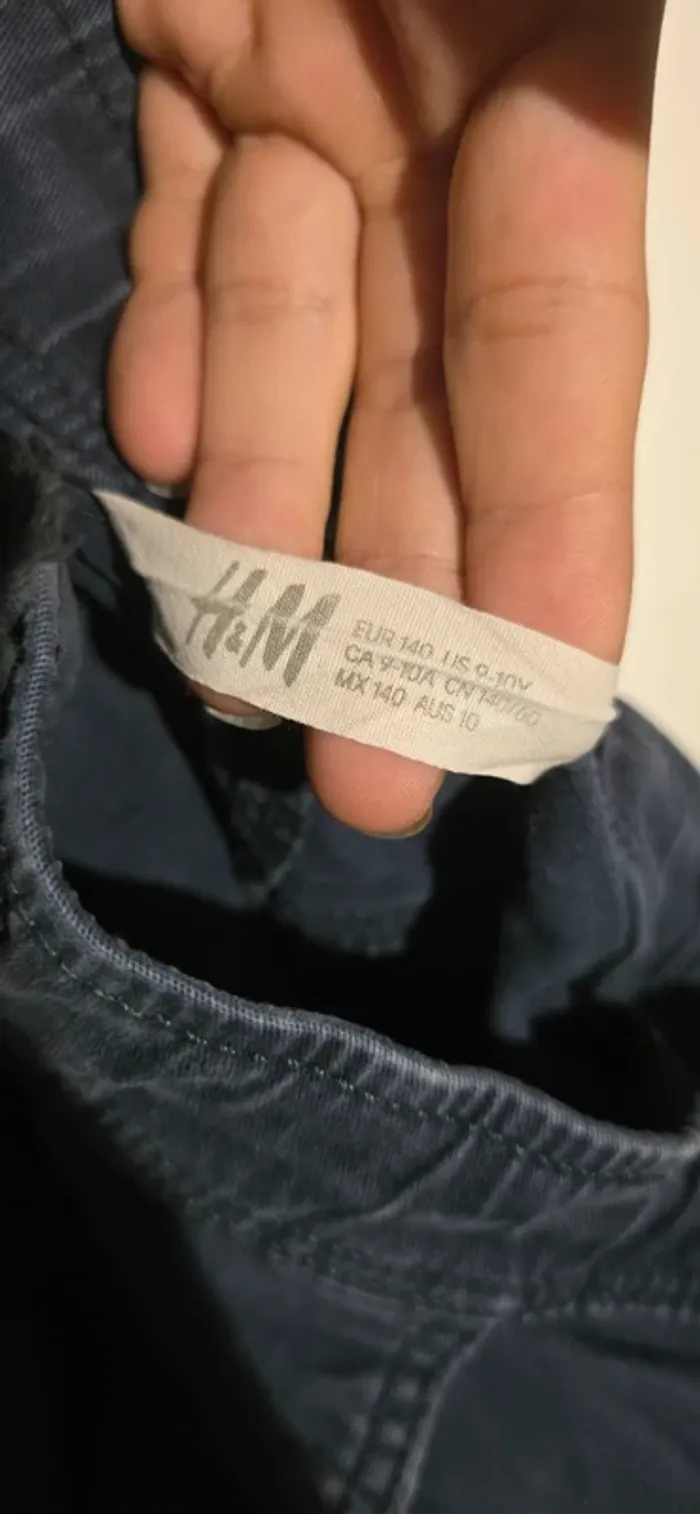 H&M
EUR 140 US 9-10Y
CA 9-10A CN 140/60
MX 140 AUS 10